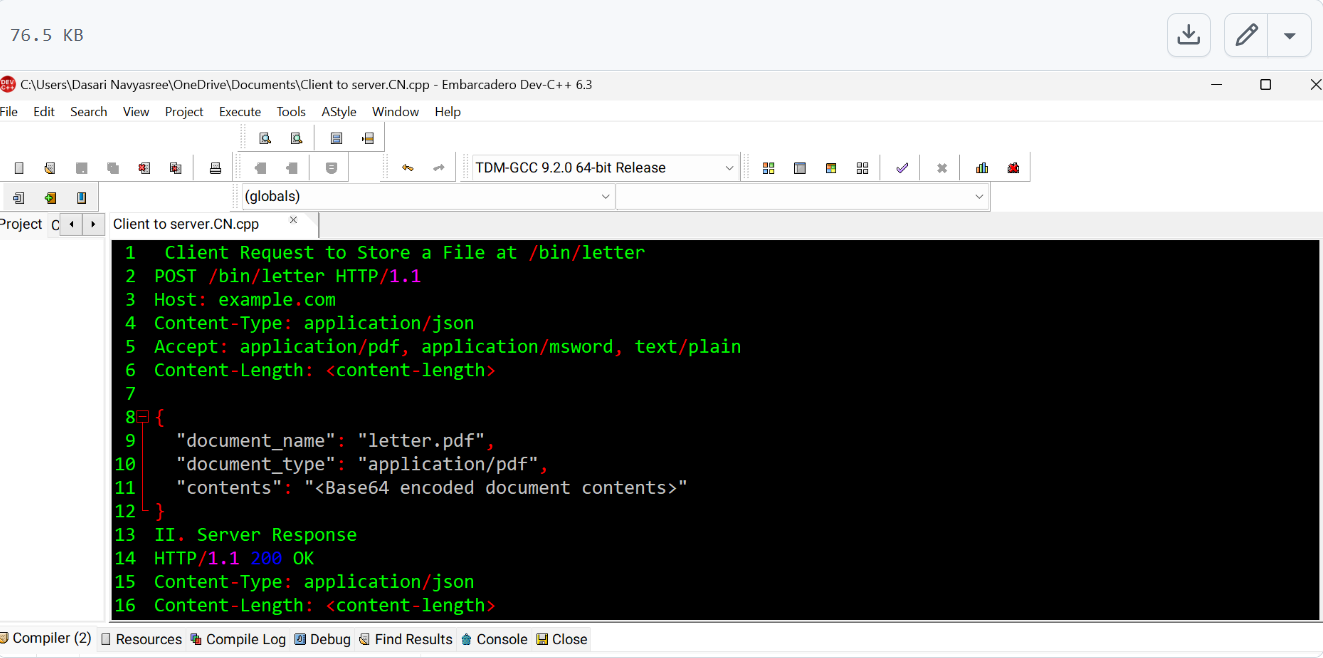 76.5 KB
C:\Users\Dasari Navyasree\OneDrive\Documents\Client to server.CN.cpp - Embarcadero Dev-C++ 6.3
File Edit Search View Project Execute Tools AStyle Window Help
TDM-GCC 9.2.0 64-bit Release
(globals)
Project C Client to server.CN.cpp
1 Client Request to Store a File at /bin/letter
2 POST /bin/letter HTTP/1.1
3 Host: example.com
4 Content-Type: application/json
5 Accept: application/pdf, application/msword, text/plain
6 Content-Length: <content-length>
7
8 {
9 "document_name": "letter.pdf",
10 "document_type": "application/pdf",
11 "contents": "<Base64 encoded document contents>"
12 }
13 II. Server Response
14 HTTP/1.1 200 OK
15 Content-Type: application/json
16 Content-Length: <content-length>
Compiler (2) Resources Compile Log Debug Find Results Console Close